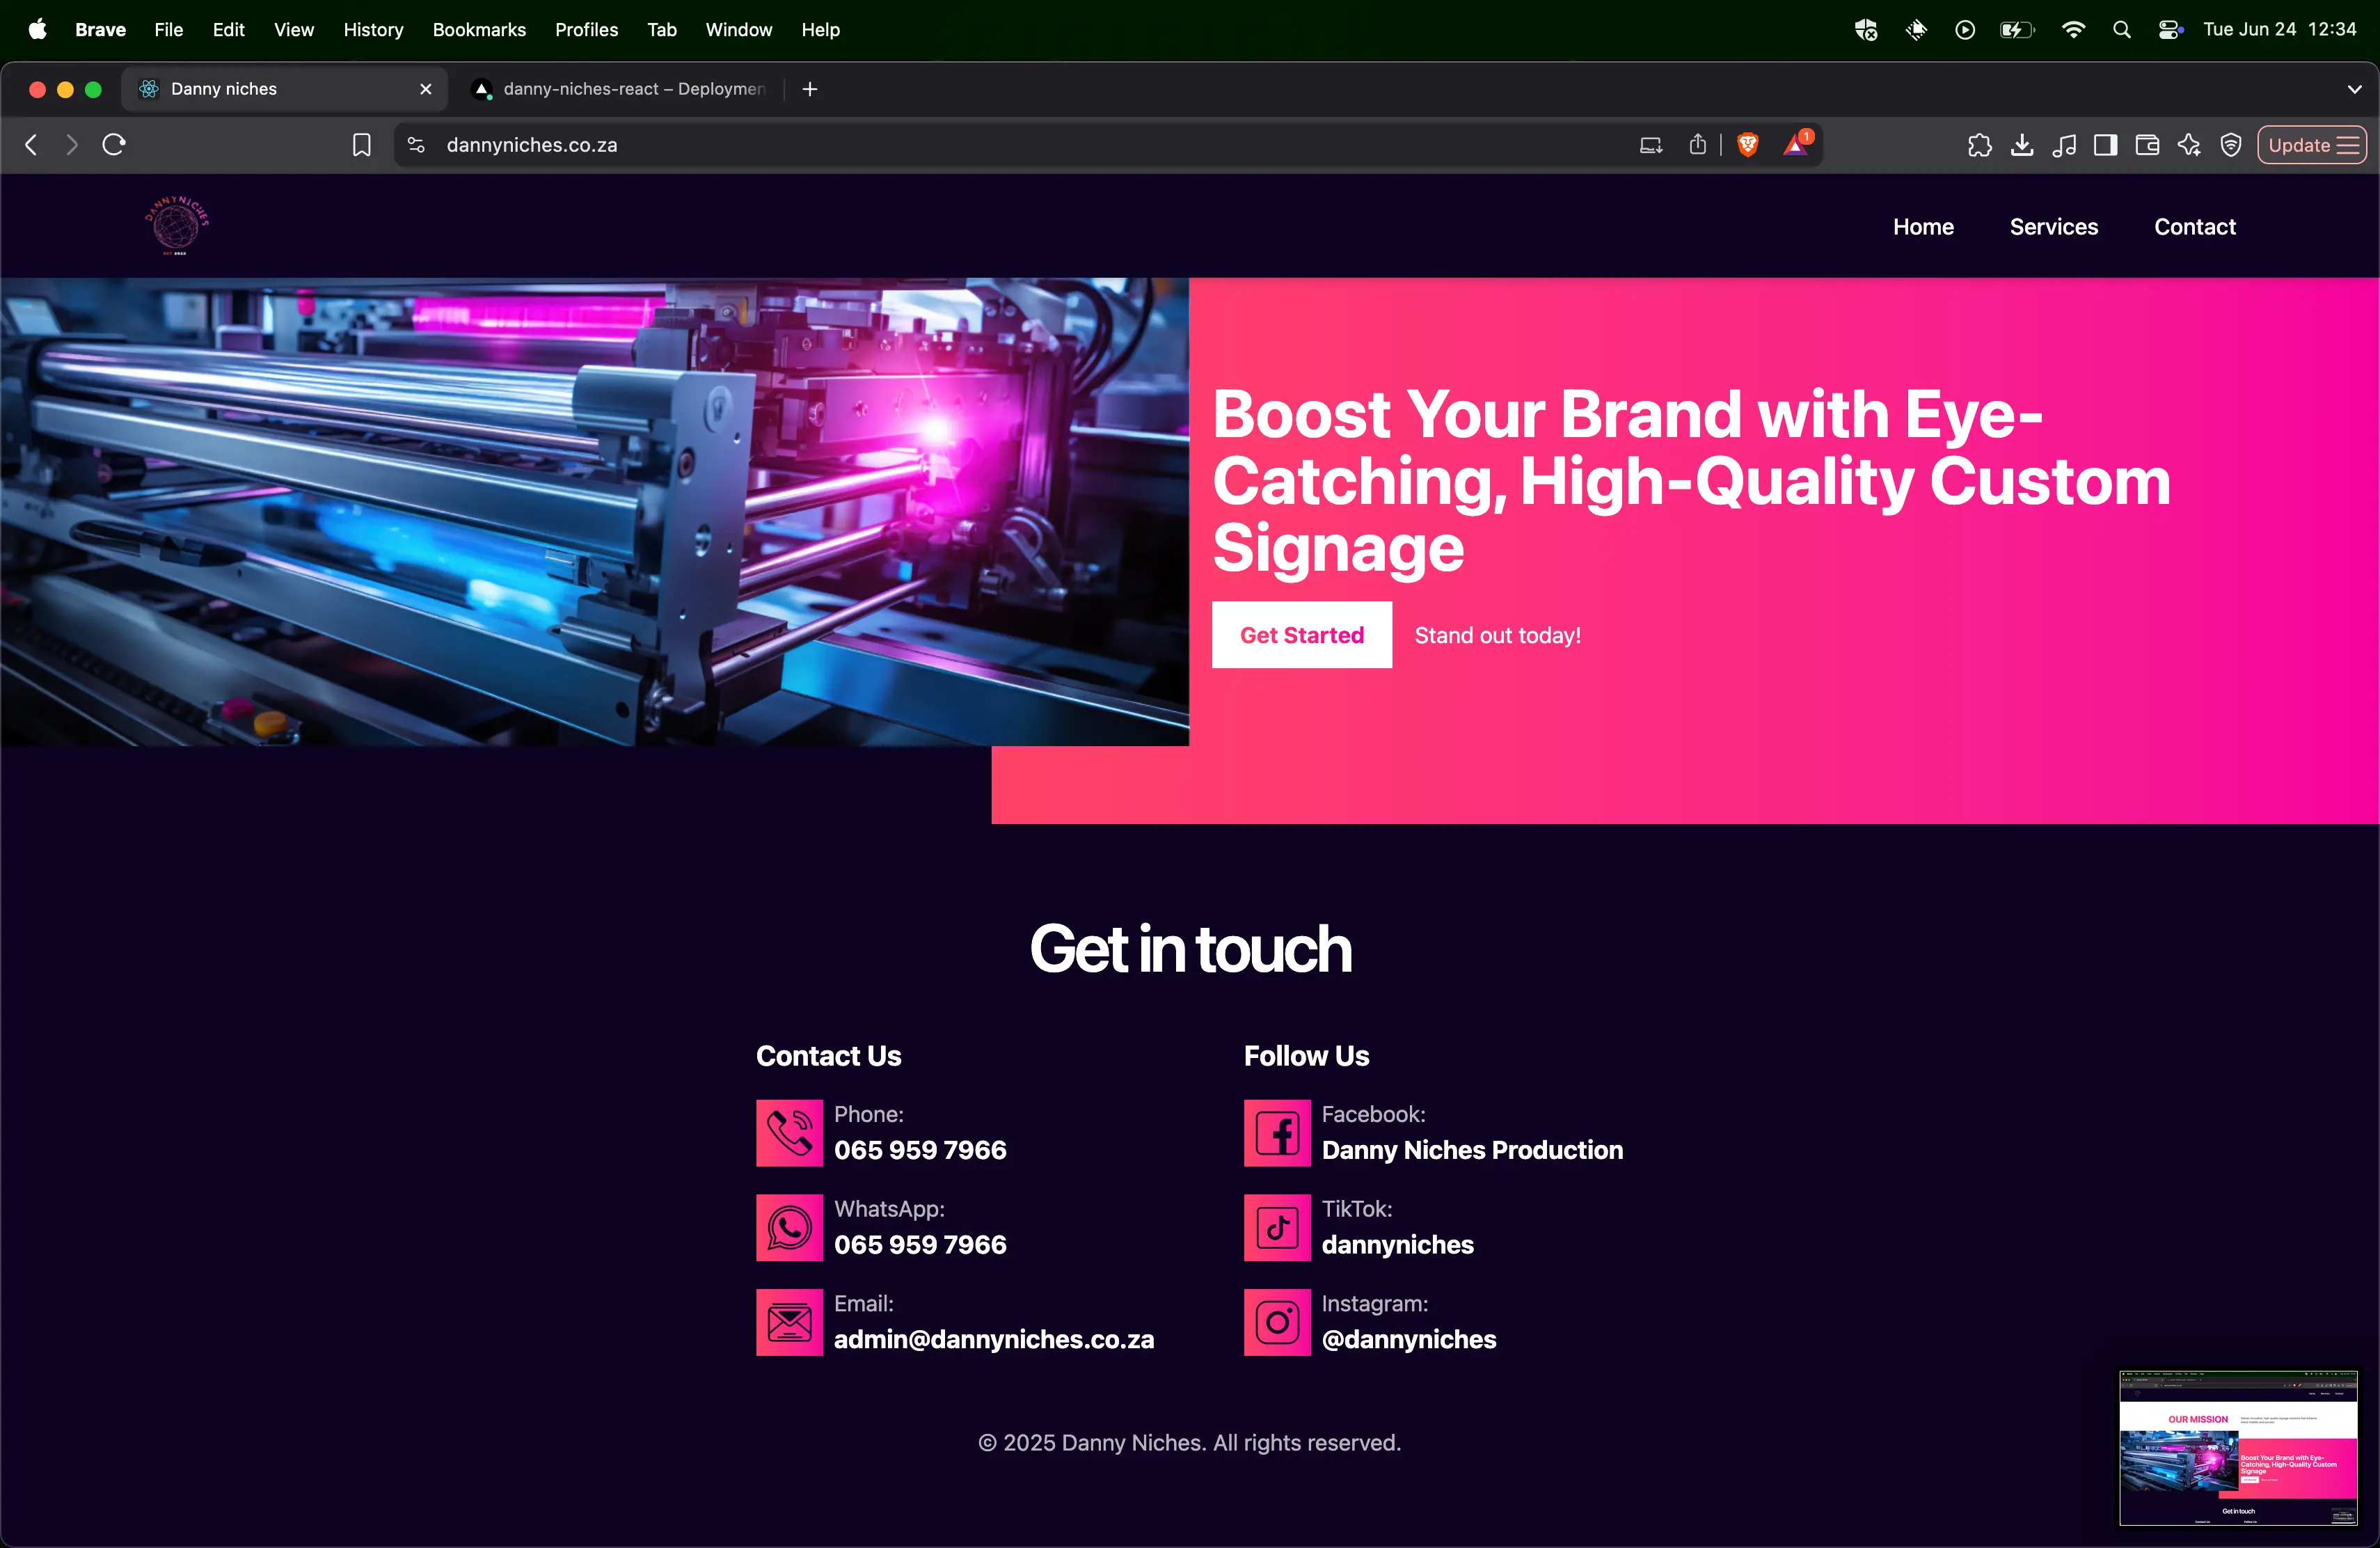 Brave File Edit View History Bookmarks Profiles Tab Window Help Tue Jun 24 12:34
Danny niches danny-niches-react – Deploymen
dannyniches.co.za 1 Update
DANNYNICHES
Home Services Contact
Boost Your Brand with Eye-
Catching, High-Quality Custom
Signage
Get Started Stand out today!
Get in touch
Contact Us
Phone:
065 959 7966
WhatsApp:
065 959 7966
Email:
admin@dannyniches.co.za
Follow Us
Facebook:
Danny Niches Production
TikTok:
dannyniches
Instagram:
@dannyniches
© 2025 Danny Niches. All rights reserved.
OUR MISSION
Boost Your Brand with Eye-
Catching, High-Quality Custom
Signage
Get in touch